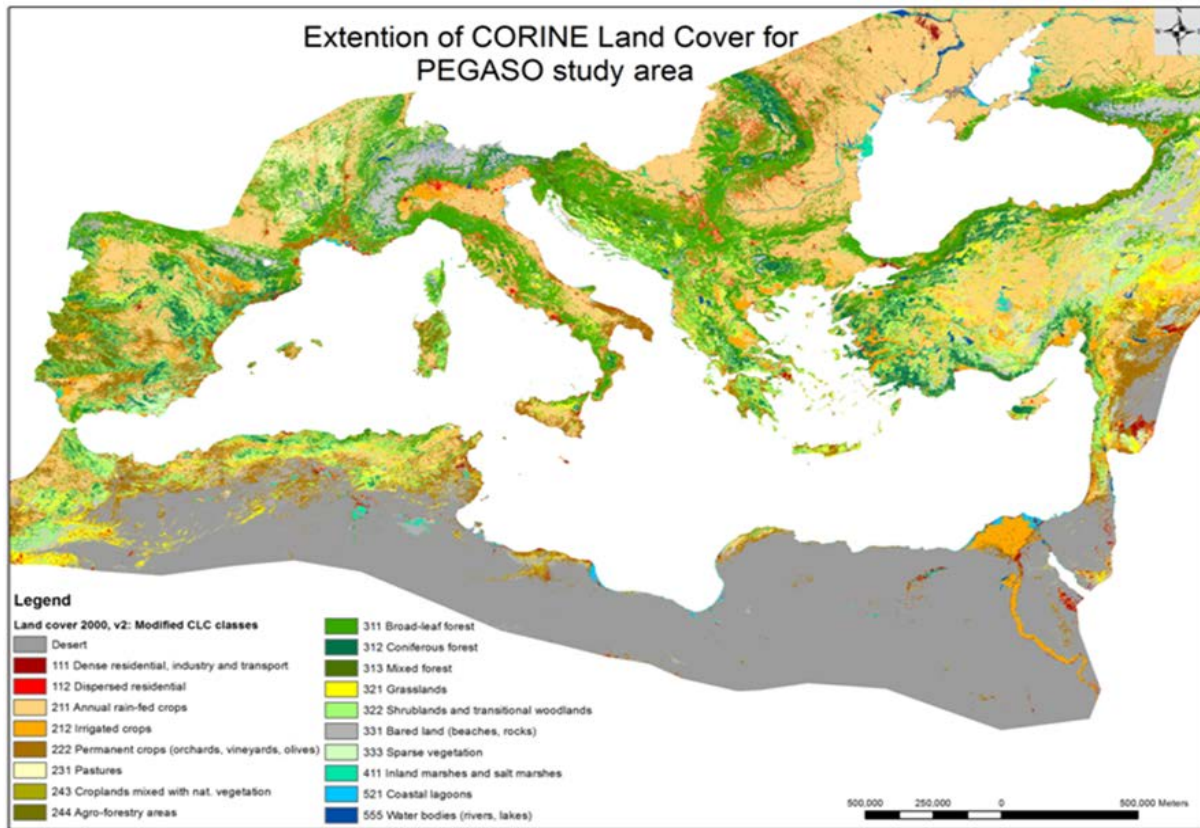 Extention of CORINE Land Cover for
PEGASO study area
Legend
Land cover 2000, v2: Modified CLC classes
Desert
111 Dense residential, industry and transport
112 Dispersed residential
211 Annual rain-fed crops
212 Irrigated crops
222 Permanent crops (orchards, vineyards, olives)
231 Pastures
243 Croplands mixed with nat. vegetation
244 Agro-forestry areas
311 Broad-leaf forest
312 Coniferous forest
313 Mixed forest
321 Grasslands
322 Shrublands and transitional woodlands
331 Bared land (beaches, rocks)
333 Sparse vegetation
411 Inland marshes and salt marshes
521 Coastal lagoons
555 Water bodies (rivers, lakes)
500,000 250,000 0 500,000 Meters